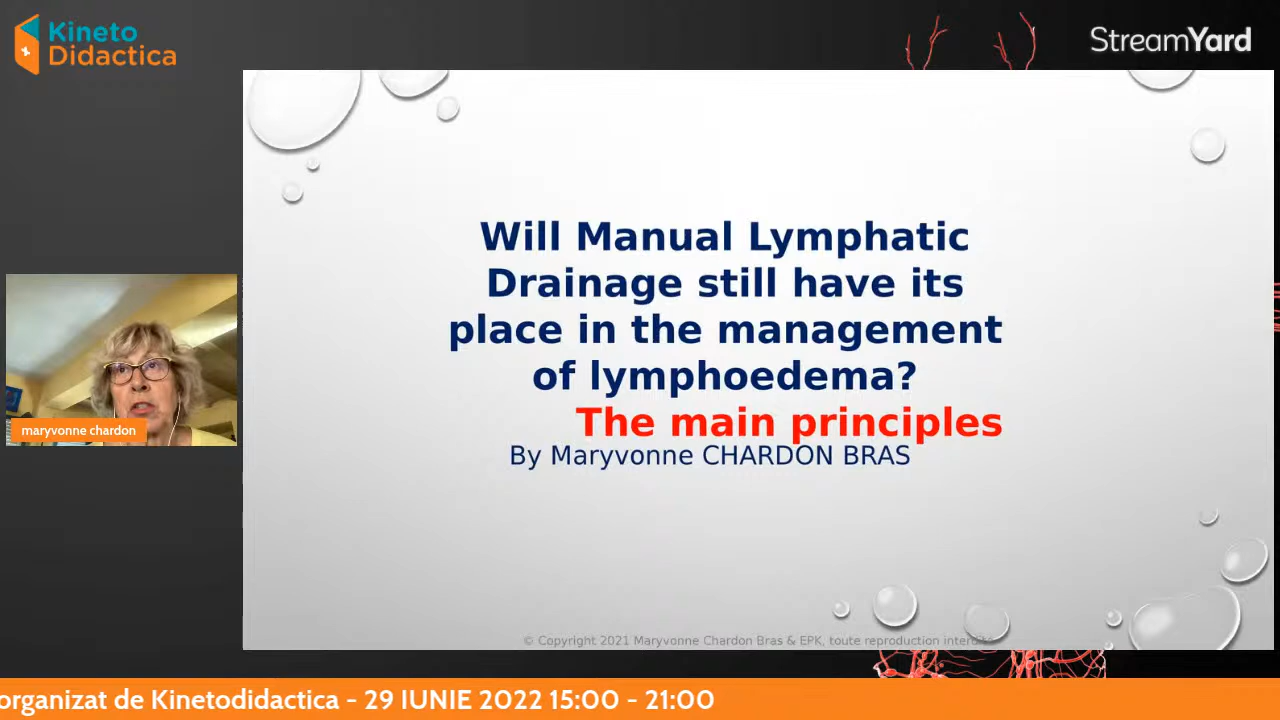 Kineto
Didactica
StreamYard
Will Manual Lymphatic
Drainage still have its
place in the management
of lymphoedema?
The main principles
By Maryvonne CHARDON BRAS
maryvonne chardon
© Copyright 2021 Maryvonne Chardon Bras & EPK, toute reproduction interdite
organizat de Kinetodidactica - 29 IUNIE 2022 15:00 - 21:00